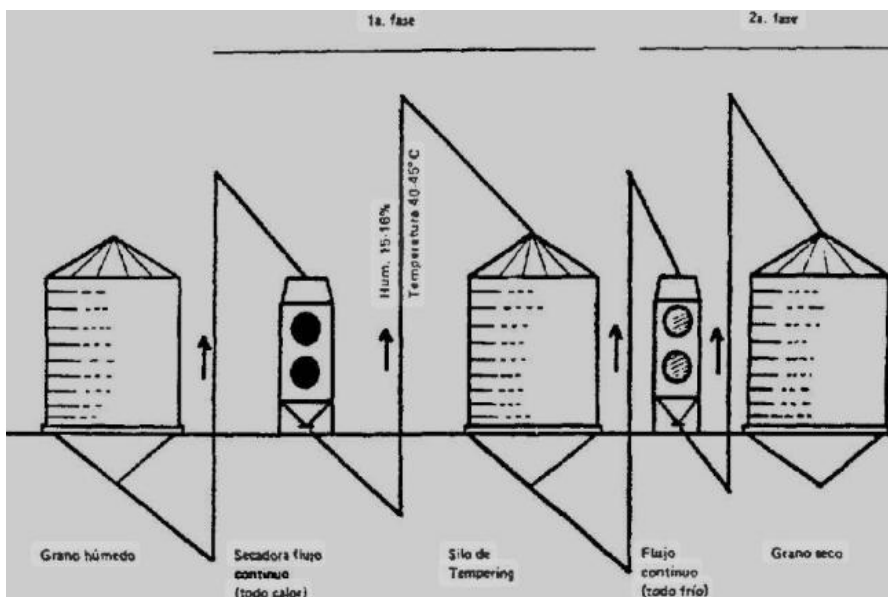 1a. fase
2a. fase
Hum. 15-16%
Temperatura 40-45°C
Grano húmedo
Secadora flujo
continuo
(todo calor)
Silo de
Tempering
Flujo
continuo
(todo frío)
Grano seco